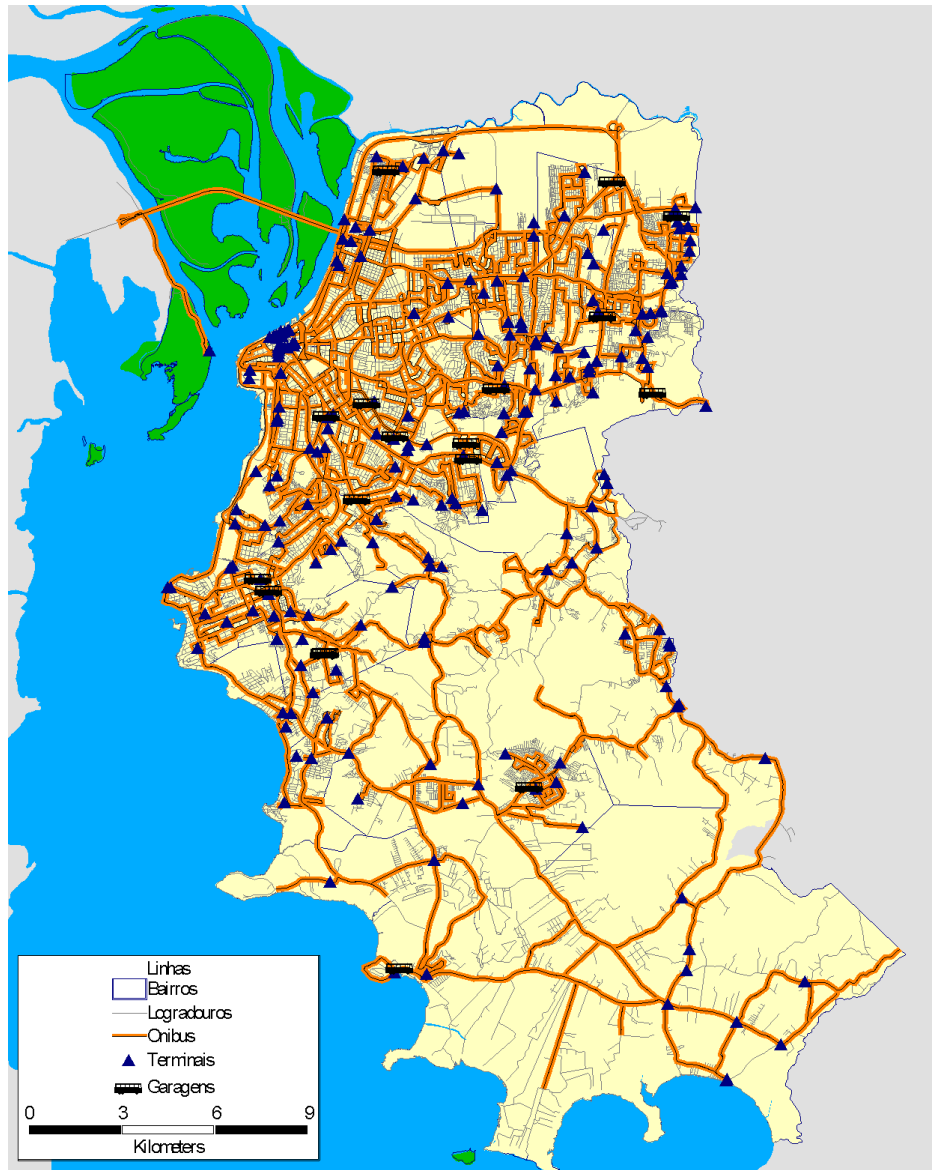 Linhas
Bairros
Logradouros
Onibus
Terminais
Garagens
0 3 6 9
Kilometers